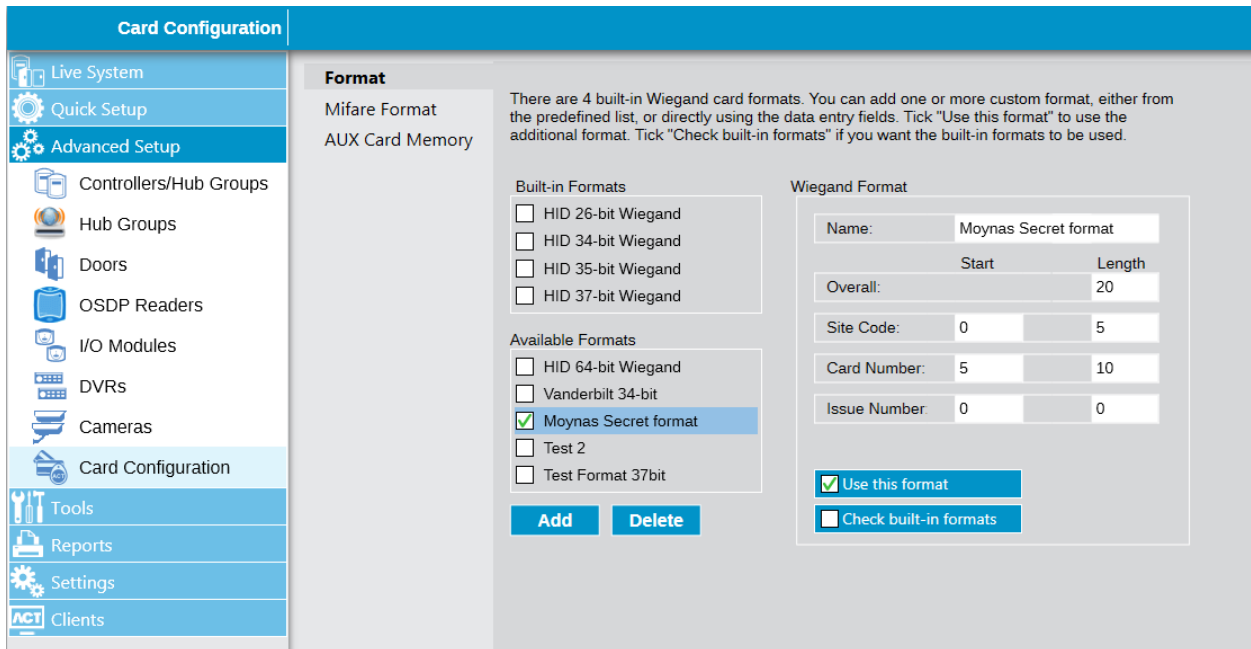 Card Configuration
Live System
Quick Setup
Advanced Setup
Controllers/Hub Groups
Hub Groups
Doors
OSDP Readers
I/O Modules
DVRs
Cameras
ACT
Card Configuration
Tools
Reports
Settings
ACT Clients
Format
Mifare Format
AUX Card Memory
There are 4 built-in Wiegand card formats. You can add one or more custom format, either from
the predefined list, or directly using the data entry fields. Tick "Use this format" to use the
additional format. Tick "Check built-in formats" if you want the built-in formats to be used.
Built-in Formats
HID 26-bit Wiegand
HID 34-bit Wiegand
HID 35-bit Wiegand
HID 37-bit Wiegand
Available Formats
HID 64-bit Wiegand
Vanderbilt 34-bit
Moynas Secret format
Test 2
Test Format 37bit
Add Delete
Wiegand Format
Name: Moynas Secret format
Start Length
Overall: 20
Site Code: 0 5
Card Number: 5 10
Issue Number: 0 0
Use this format
Check built-in formats